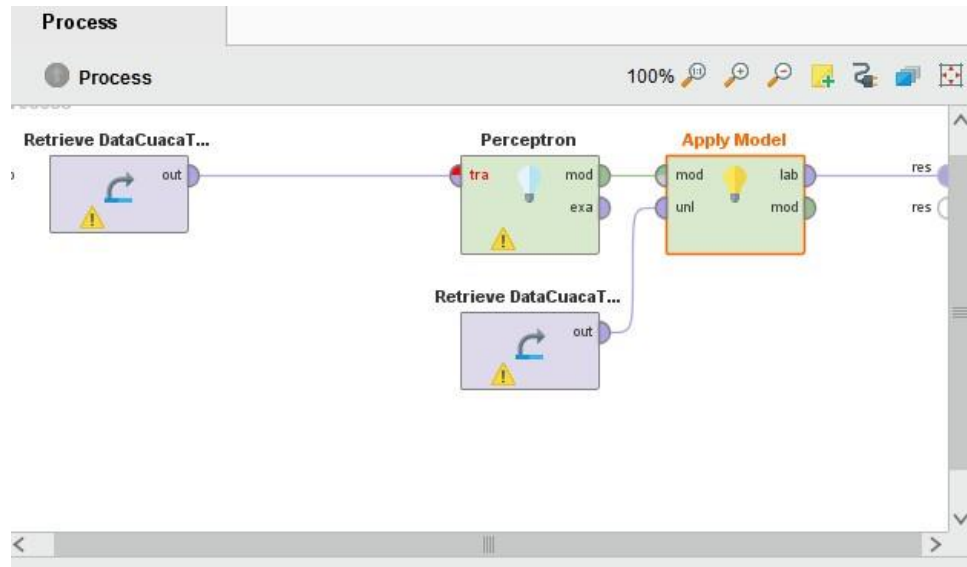 Process
Process
100%
Retrieve DataCuacaT...
out
Perceptron
tra
mod
exa
Apply Model
mod
lab
unl
mod
res
res
Retrieve DataCuacaT...
out